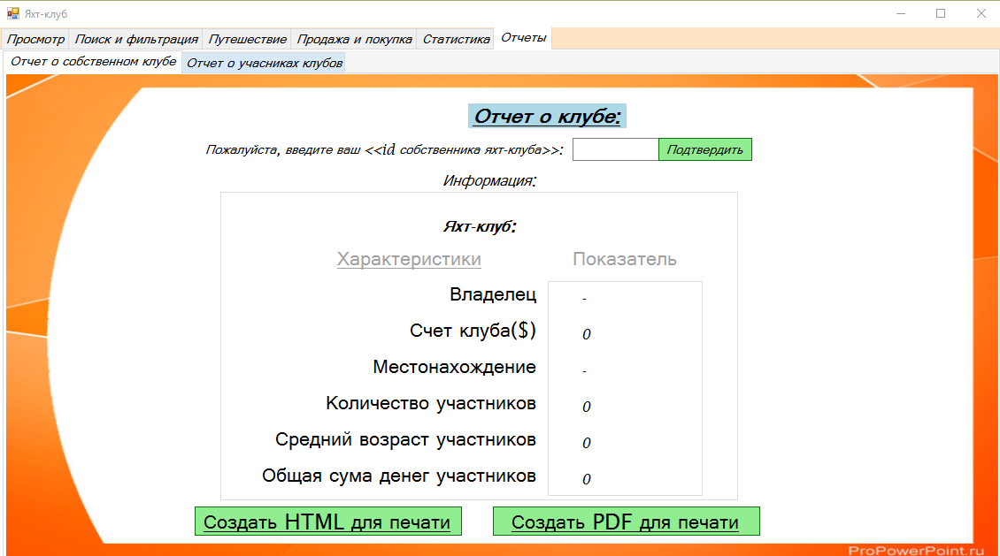 Яхт-клуб
Просмотр Поиск и фильтрация Путешествие Продажа и покупка Статистика Отчеты
Отчет о собственном клубе Отчет о учасниках клубов
Отчет о клубе:
Пожалуйста, введите ваш <<id собственника яхт-клуба>>: Подтвердить
Информация:
Яхт-клуб:
Характеристики Показатель
Владелец -
Счет клуба($) 0
Местонахождение -
Количество участников 0
Средний возраст участников 0
Общая сума денег участников 0
Создать HTML для печати Создать PDF для печати
ProPowerPoint.ru